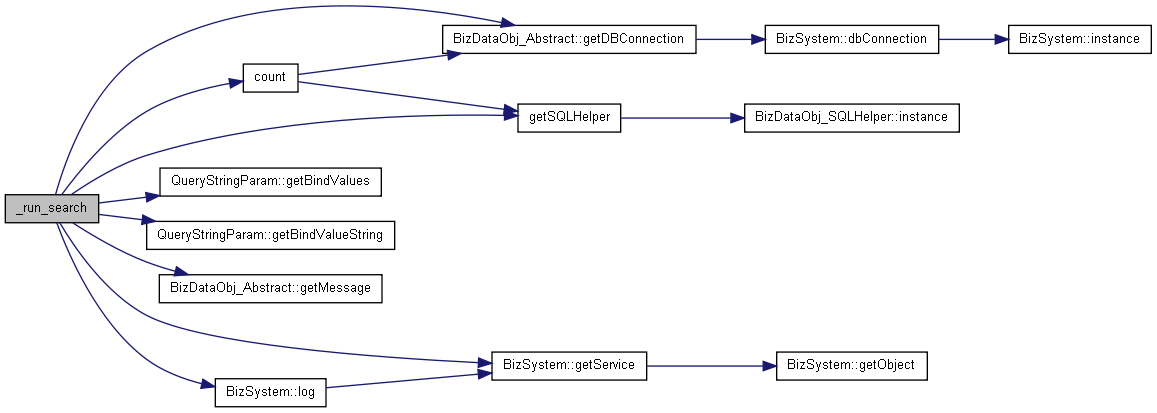 BizDataObj_Abstract::getDBConnection
BizSystem::dbConnection
BizSystem::instance
count
getSQLHelper
BizDataObj_SQLHelper::instance
QueryStringParam::getBindValues
_run_search
QueryStringParam::getBindValueString
BizDataObj_Abstract::getMessage
BizSystem::getService
BizSystem::getObject
BizSystem::log